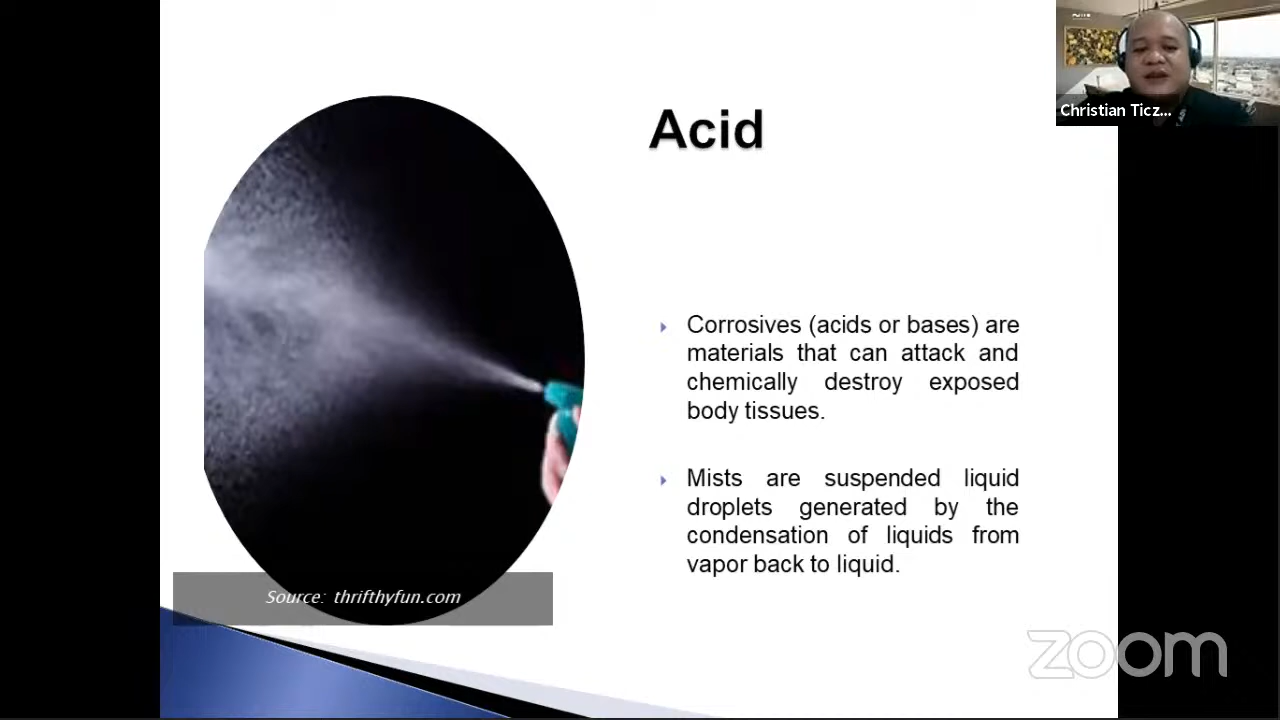 Acid
Christian Ticz...
Corrosives (acids or bases) are
materials that can attack and
chemically destroy exposed
body tissues.
Mists are suspended liquid
droplets generated by the
condensation of liquids from
vapor back to liquid.
Source: thrifthyfun.com
zoom